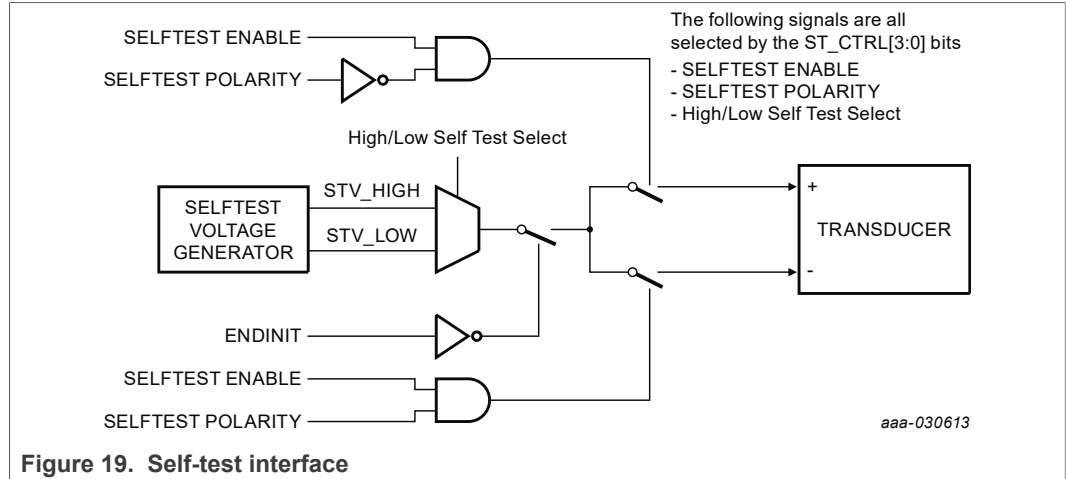 SELFTEST ENABLE
SELFTEST POLARITY
The following signals are all
selected by the ST_CTRL[3:0] bits
- SELFTEST ENABLE
- SELFTEST POLARITY
- High/Low Self Test Select
High/Low Self Test Select
SELFTEST
VOLTAGE
GENERATOR
STV_HIGH
STV_LOW
+
TRANSDUCER
-
ENDINIT
SELFTEST ENABLE
SELFTEST POLARITY
aaa-030613
Figure 19. Self-test interface